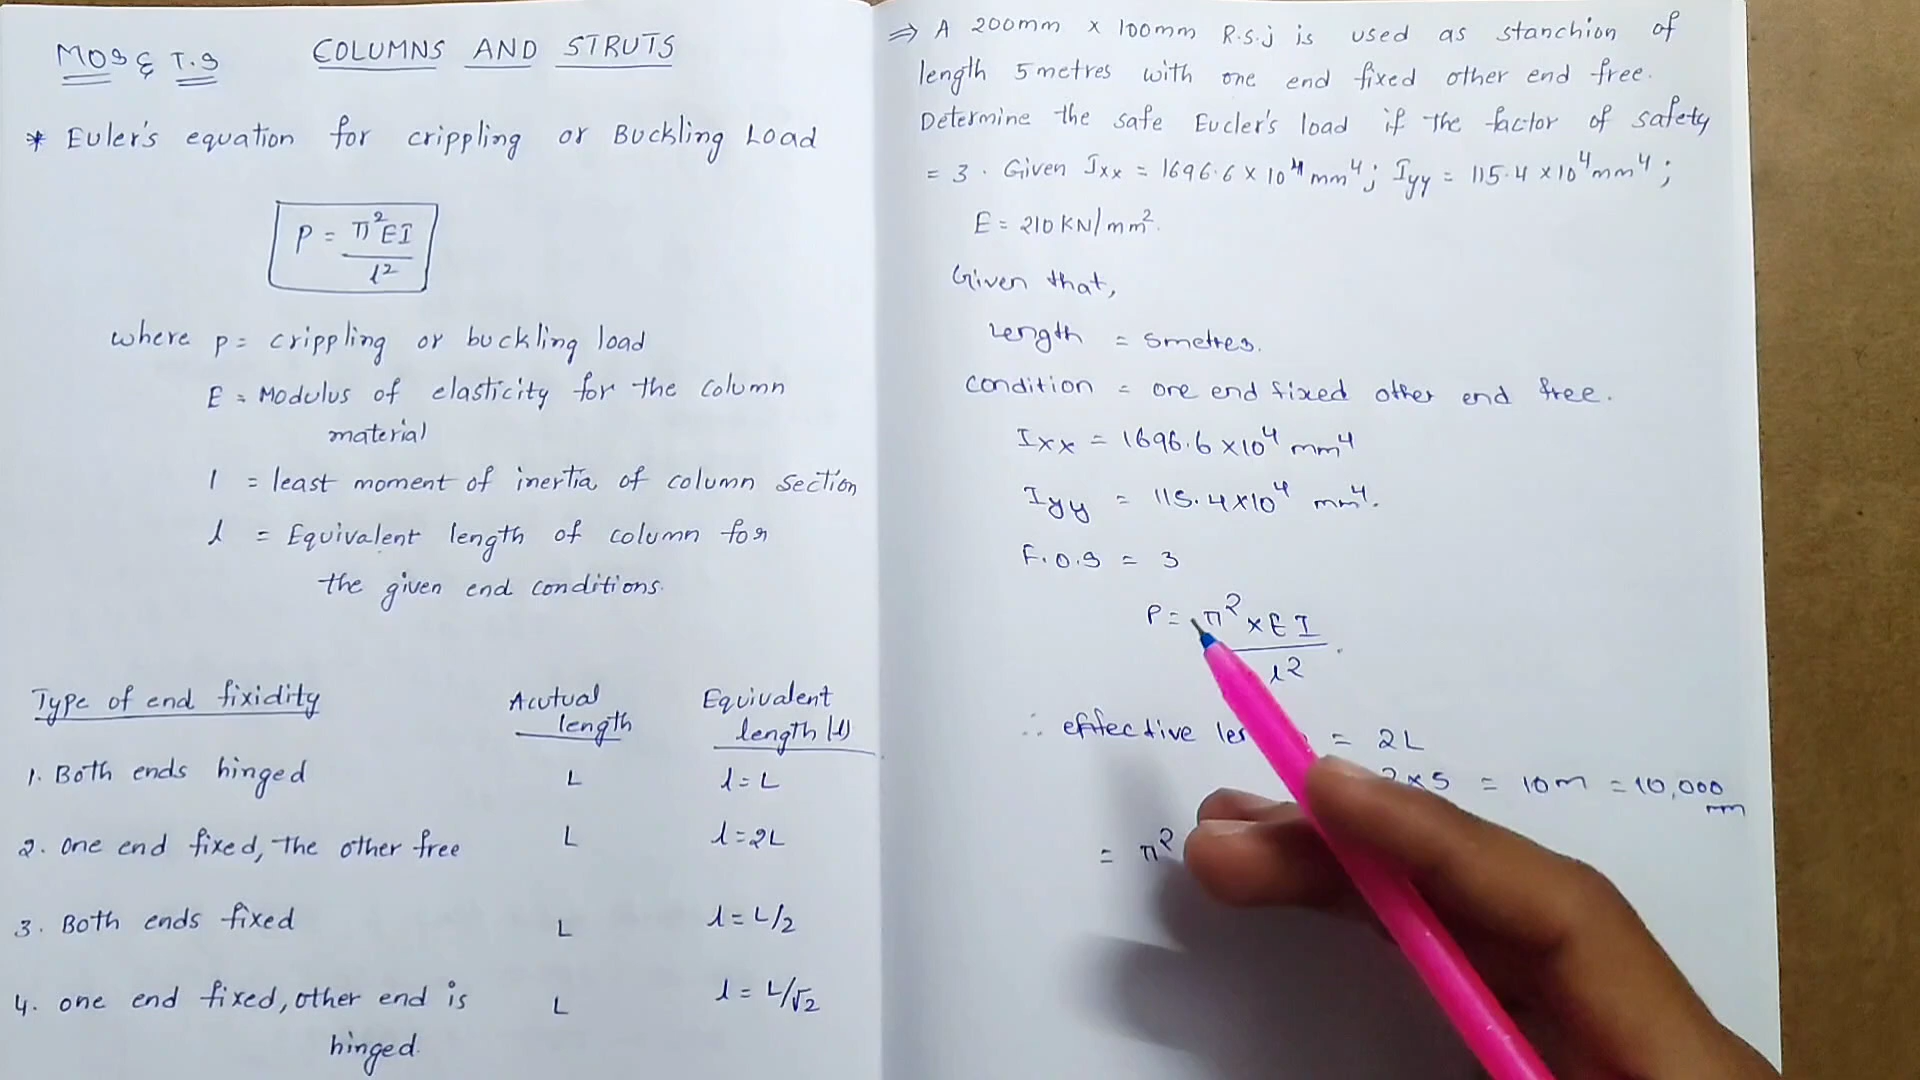 MOS & T.S COLUMNS AND STRUTS
* Euler's equation for crippling or Buckling Load
P = π²EI / l²
where p = crippling or buckling load
E = Modulus of elasticity for the column
material
I = least moment of inertia of column section
l = Equivalent length of column for
the given end conditions.
Type of end fixidity Acutual length Equivalent length (l)
1. Both ends hinged L l = L
2. One end fixed, the other free L l = 2L
3. Both ends fixed L l = L/2
4. one end fixed, other end is L l = L/√2
hinged.
⇒ A 200mm x 100mm R.s.j is used as stanchion of
length 5 metres with one end fixed other end free.
Determine the safe Eucler's load if the factor of safety
= 3. Given Ixx = 1696.6 x 10⁴ mm⁴; Iyy = 115.4 x 10⁴ mm⁴;
E = 210 KN/mm².
Given that,
Length = 5metres.
condition = one end fixed other end free.
Ixx = 1696.6 x 10⁴ mm⁴
Iyy = 115.4 x 10⁴ mm⁴.
F.O.S = 3
P = π² x EI / l².
∴ effective = 2L
x 5 = 10m = 10,000 mm
= π²